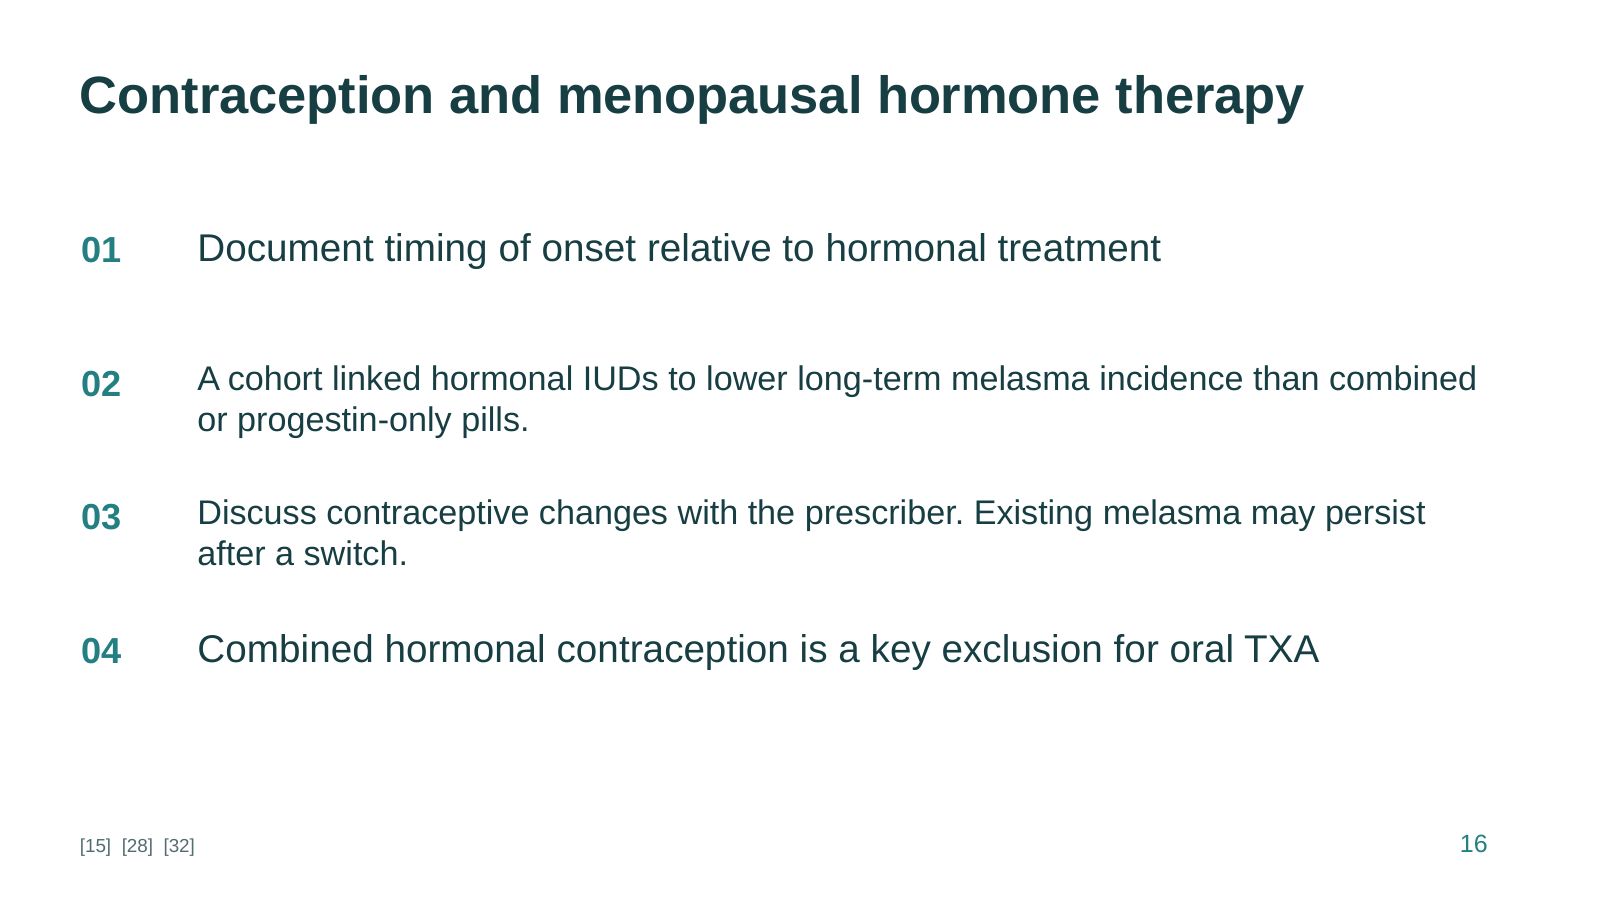 Contraception and menopausal hormone therapy
01 Document timing of onset relative to hormonal treatment
02 A cohort linked hormonal IUDs to lower long-term melasma incidence than combined
or progestin-only pills.
03 Discuss contraceptive changes with the prescriber. Existing melasma may persist
after a switch.
04 Combined hormonal contraception is a key exclusion for oral TXA
[15] [28] [32]
16